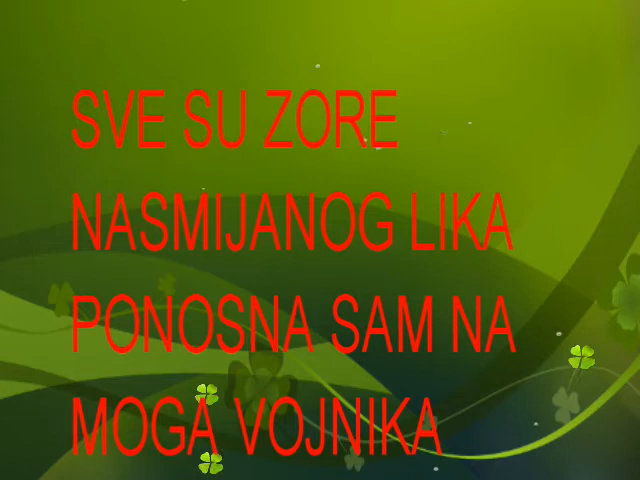 SVE SU ZORE
NASMIJANOG LIKA
PONOSNA SAM NA
MOGA VOJNIKA